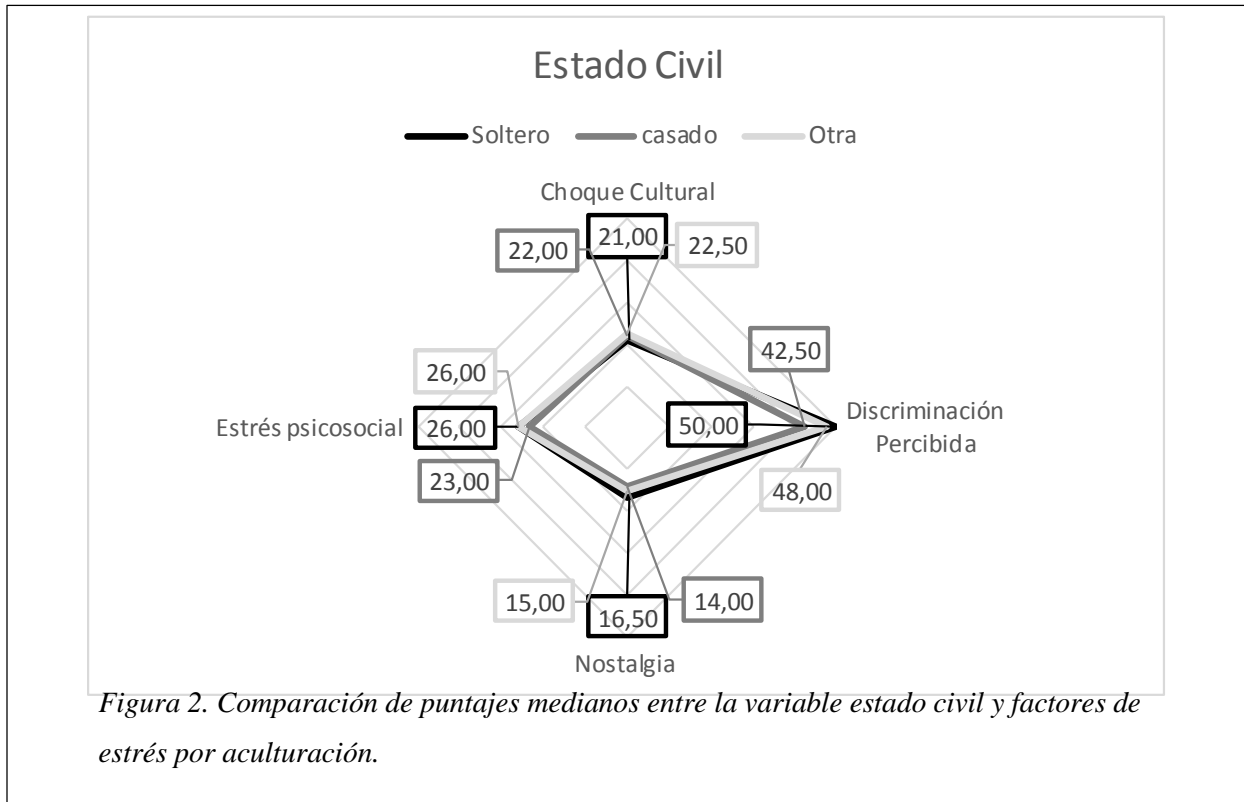 Estado Civil
Soltero casado Otra
Choque Cultural
22,00 21,00 22,50
42,50
26,00
Estrés psicosocial 26,00 50,00 Discriminación
Percibida
23,00 48,00
15,00 16,50 14,00
Nostalgia
Figura 2. Comparación de puntajes medianos entre la variable estado civil y factores de
estrés por aculturación.